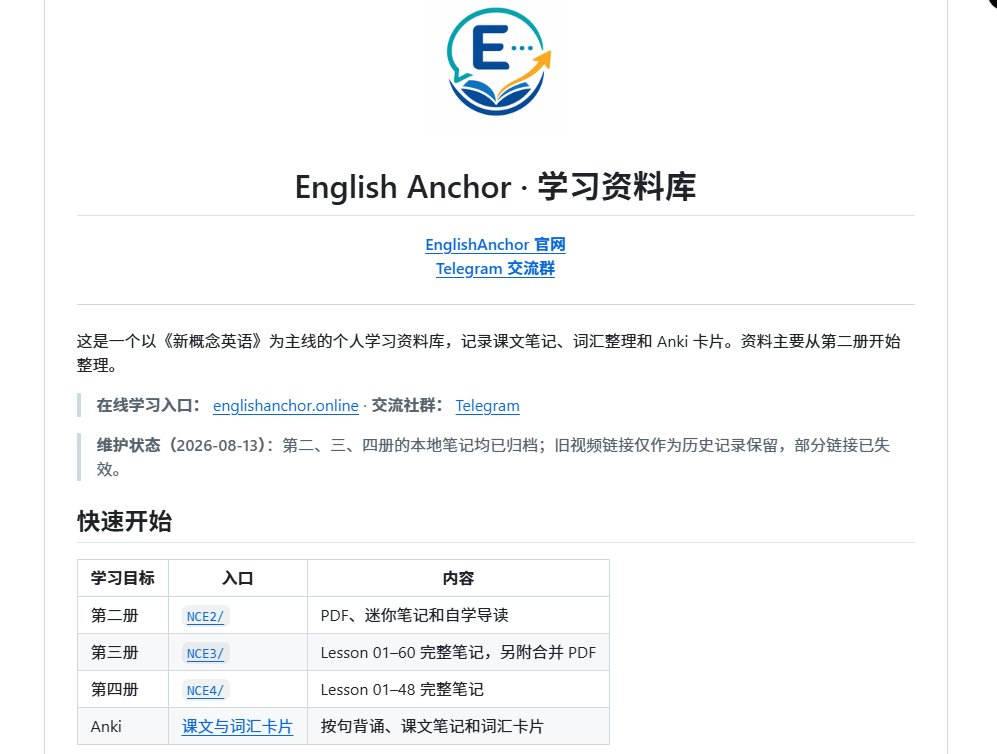 E...
English Anchor · 学习资料库
EnglishAnchor 官网
Telegram 交流群
这是一个以《新概念英语》为主线的个人学习资料库，记录课文笔记、词汇整理和 Anki 卡片。资料主要从第二册开始
整理。
在线学习入口： englishanchor.online · 交流社群： Telegram
维护状态（2026-08-13）：第二、三、四册的本地笔记均已归档；旧视频链接仅作为历史记录保留，部分链接已失
效。
快速开始
学习目标 入口 内容
第二册 NCE2/ PDF、迷你笔记和自学导读
第三册 NCE3/ Lesson 01–60 完整笔记，另附合并 PDF
第四册 NCE4/ Lesson 01–48 完整笔记
Anki 课文与词汇卡片 按句背诵、课文笔记和词汇卡片